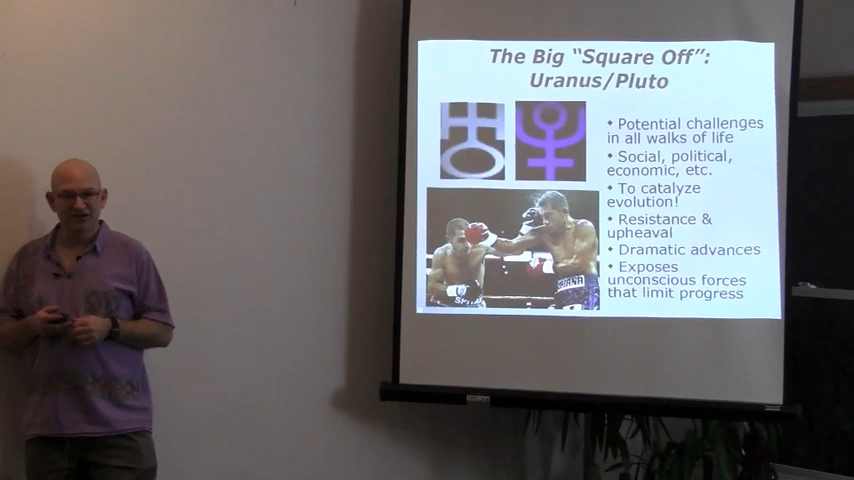 The Big “Square Off”:
Uranus/Pluto
• Potential challenges
in all walks of life
• Social, political,
economic, etc.
• To catalyze
evolution!
• Resistance &
upheaval
• Dramatic advances
• Exposes
unconscious forces
that limit progress